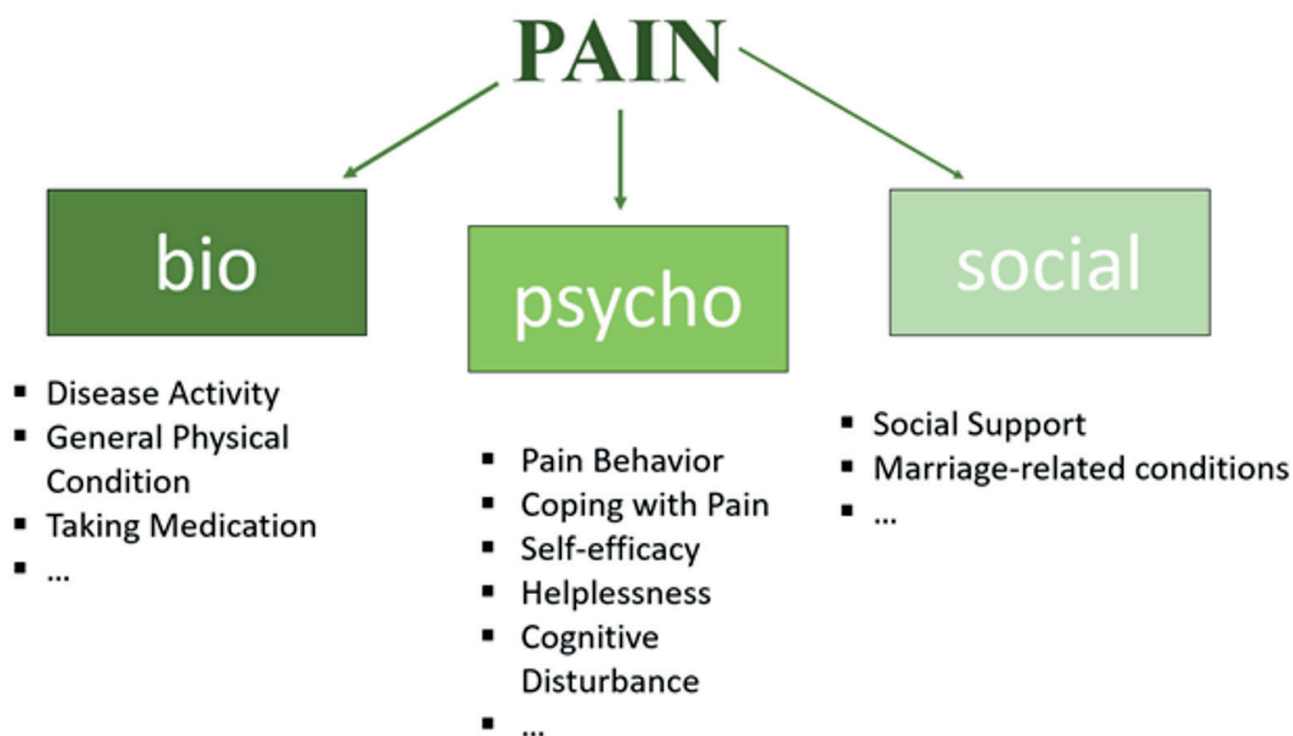 PAIN
bio
psycho
social
▪ Disease Activity
▪ General Physical
Condition
▪ Taking Medication
▪ ...
▪ Pain Behavior
▪ Coping with Pain
▪ Self-efficacy
▪ Helplessness
▪ Cognitive
Disturbance
▪ ...
▪ Social Support
▪ Marriage-related conditions
▪ ...